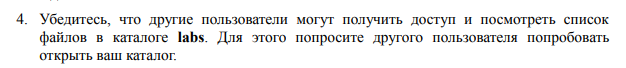 4. Убедитесь, что другие пользователи могут получить доступ и посмотреть список
файлов в каталоге labs. Для этого попросите другого пользователя попробовать
открыть ваш каталог.